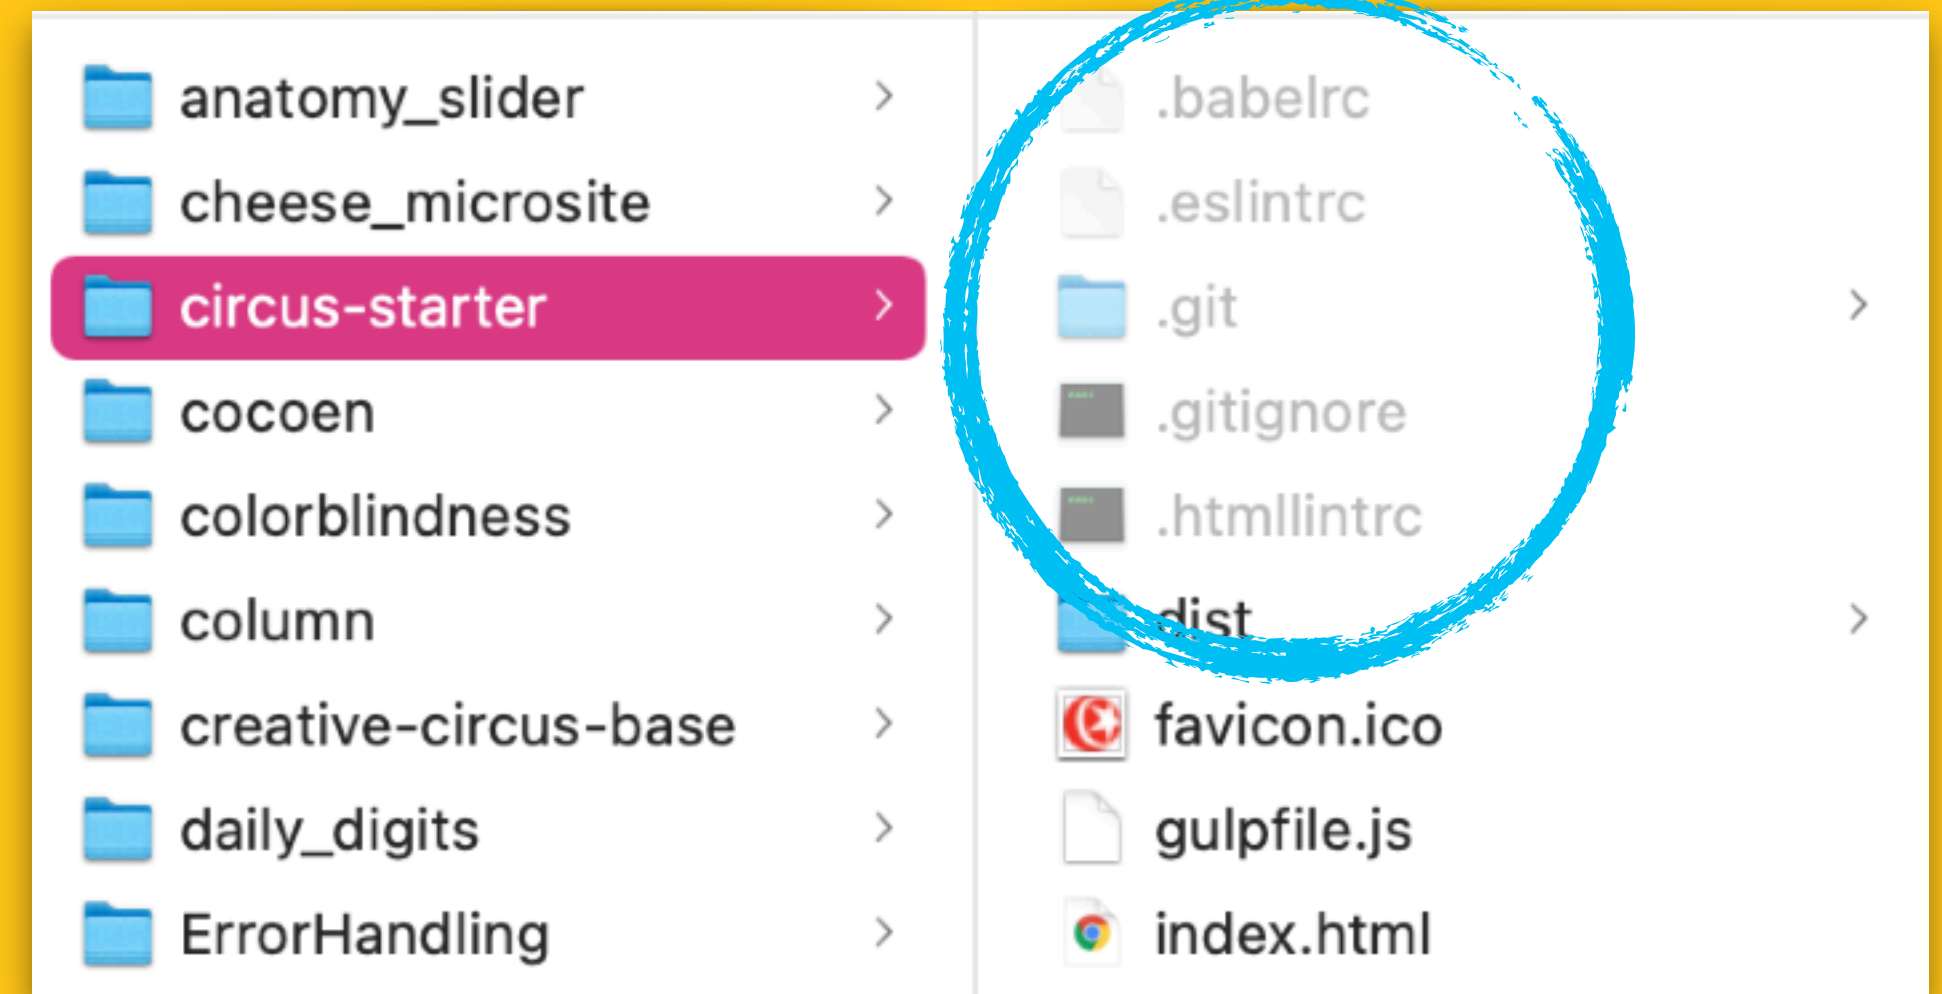 anatomy_slider
cheese_microsite
circus-starter
cocoen
colorblindness
column
creative-circus-base
daily_digits
ErrorHandling
.babelrc
.eslintrc
.git
.gitignore
.htmllintrc
dist
favicon.ico
gulpfile.js
index.html